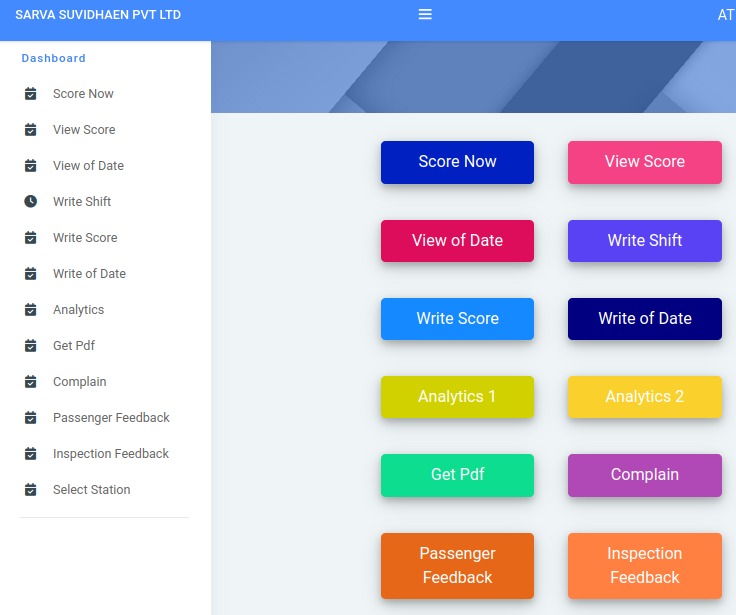 SARVA SUVIDHAEN PVT LTD
AT
Dashboard
Score Now
View Score
View of Date
Write Shift
Write Score
Write of Date
Analytics
Get Pdf
Complain
Passenger Feedback
Inspection Feedback
Select Station
Score Now
View Score
View of Date
Write Shift
Write Score
Write of Date
Analytics 1
Analytics 2
Get Pdf
Complain
Passenger
Feedback
Inspection
Feedback